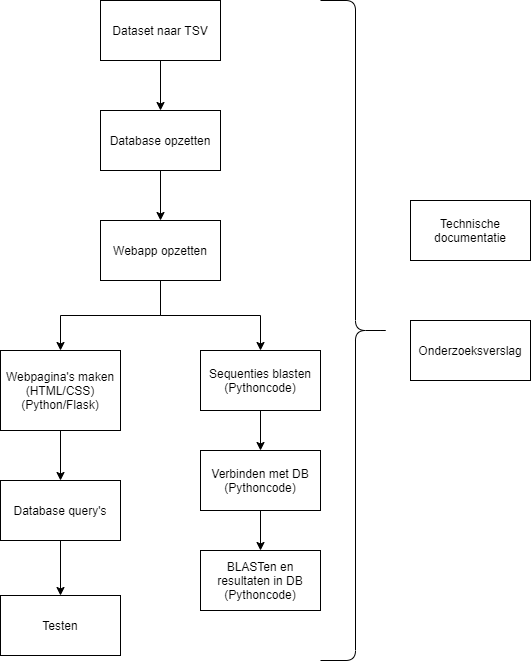 Dataset naar TSV
Database opzetten
Webapp opzetten
Webpagina's maken
(HTML/CSS)
(Python/Flask)
Database query's
Testen
Sequenties blasten
(Pythoncode)
Verbinden met DB
(Pythoncode)
BLASTen en
resultaten in DB
(Pythoncode)
Technische
documentatie
Onderzoeksverslag